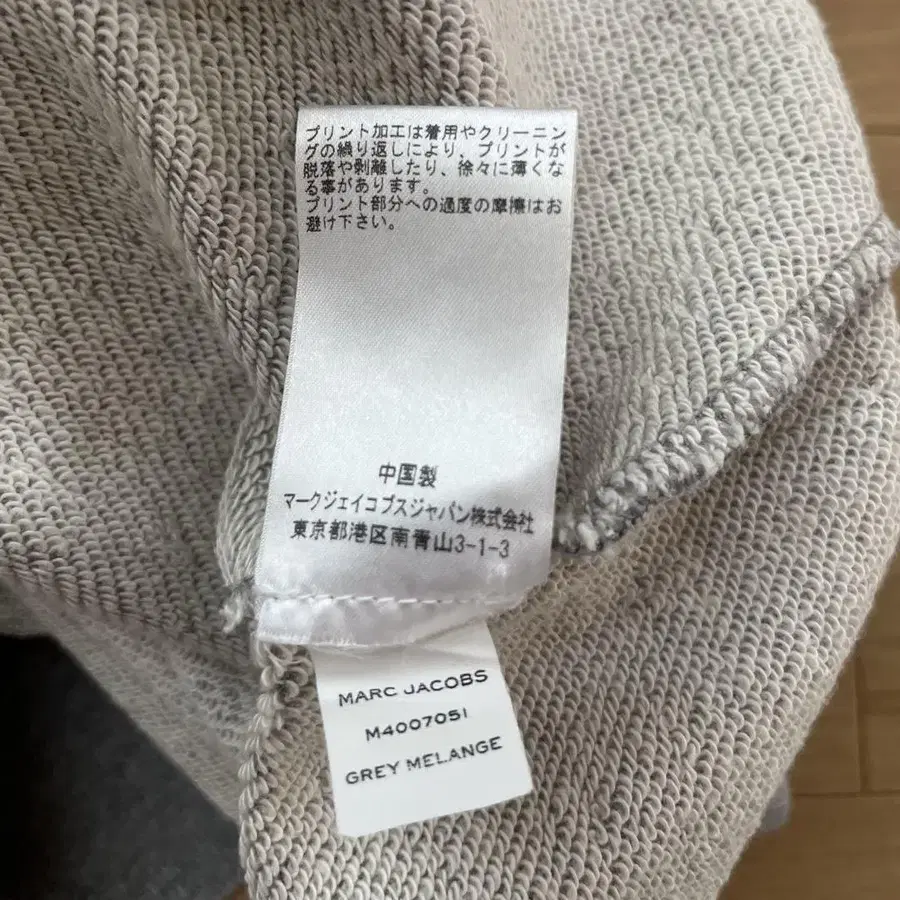 プリント加工は着用やクリーニン
グの繰り返しにより、プリントが
脱落や剥離したり、徐々に薄くな
る事があります。
プリント部分への過度の摩擦はお
避け下さい。
中国製
マークジェイコブスジャパン株式会社
東京都港区南青山3-1-3
MARC JACOBS
M4007051
GREY MELANGE